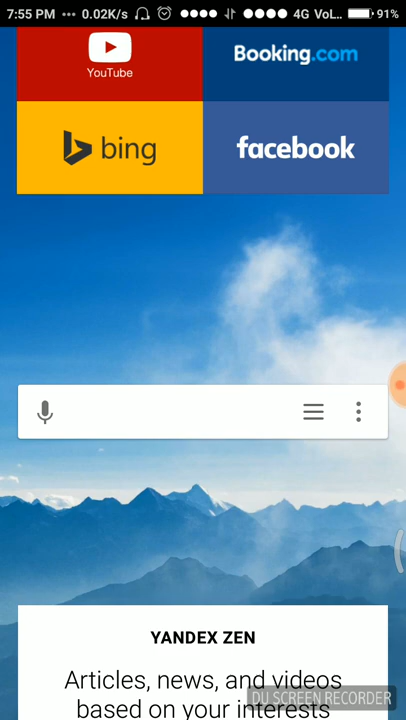 7:55 PM ••• 0.02K/s 4G VoL.. 91%
YouTube
Booking.com
bing
facebook
YANDEX ZEN
Articles, news, and videos
based on your interests
DU SCREEN RECORDER